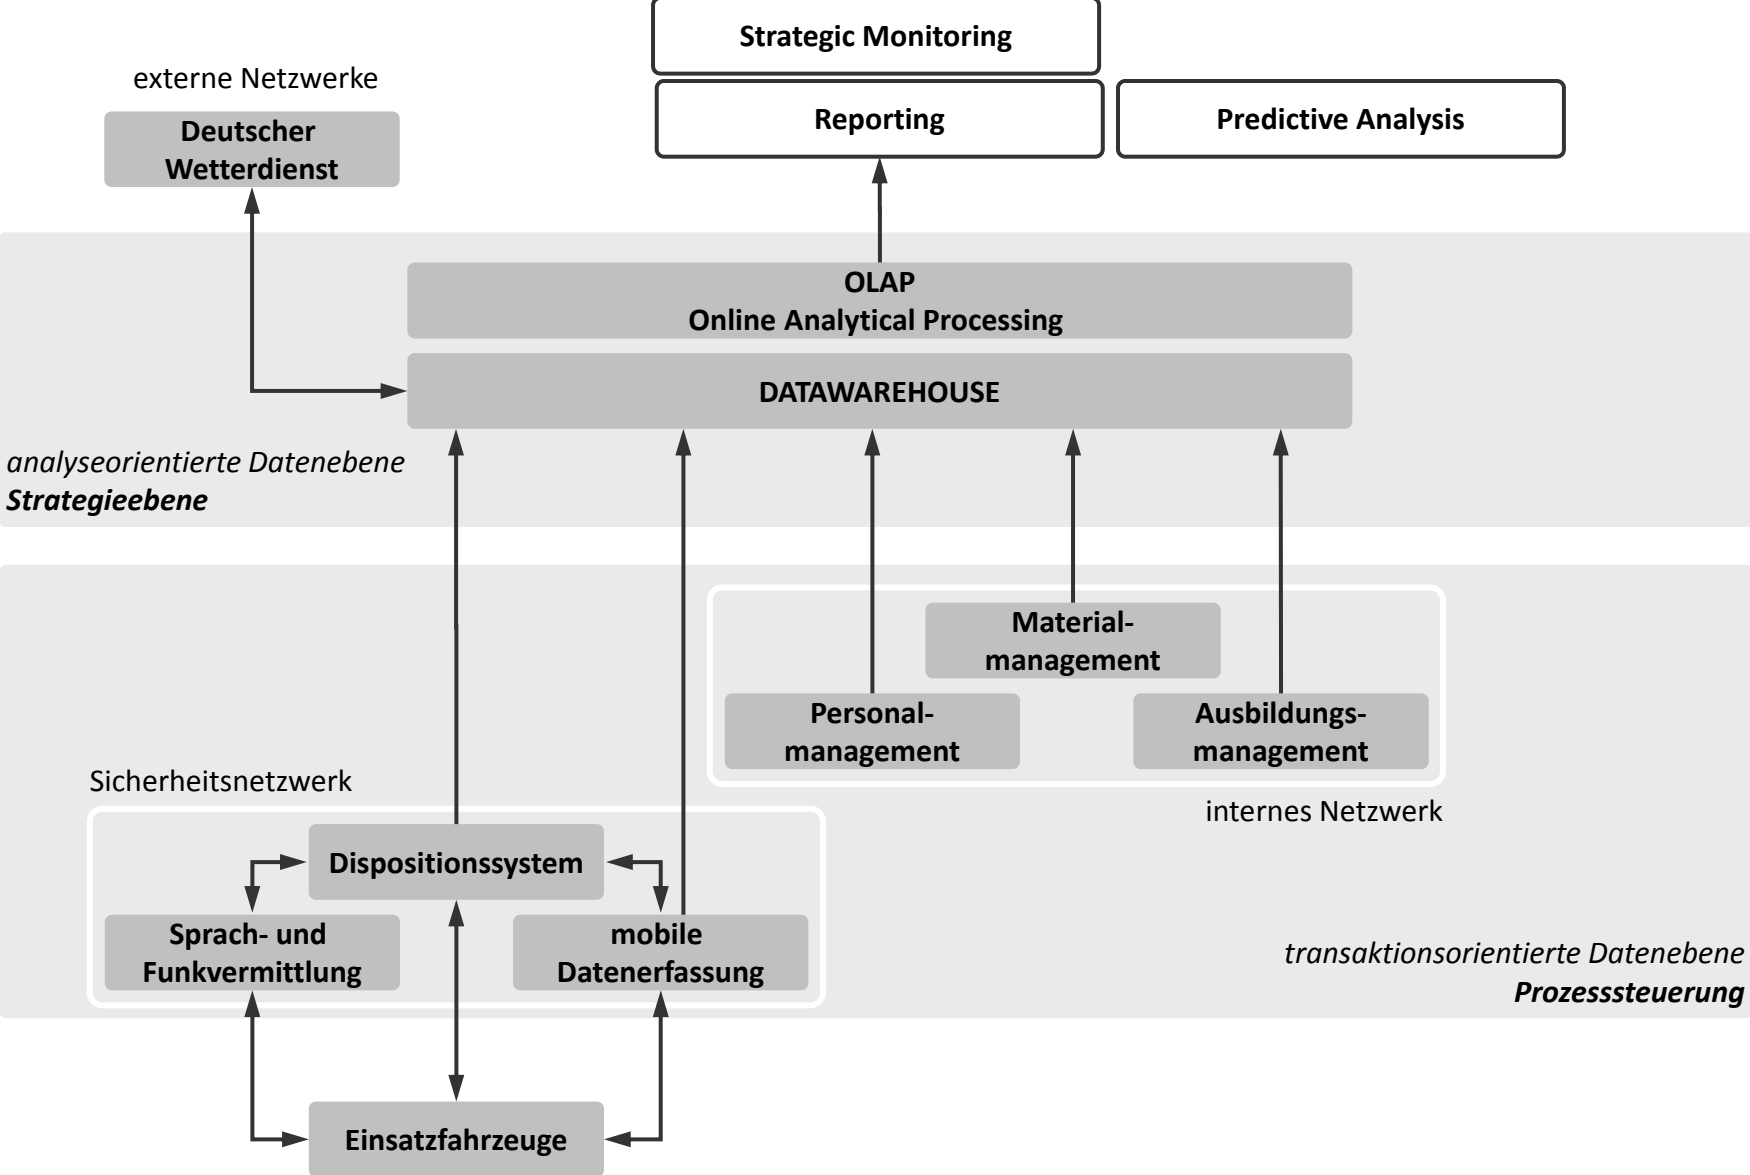 Strategic Monitoring
externe Netzwerke
Reporting
Predictive Analysis
Deutscher
Wetterdienst
OLAP
Online Analytical Processing
DATAWAREHOUSE
analyseorientierte Datenebene
Strategieebene
Material-
management
Personal-
management
Ausbildungs-
management
internes Netzwerk
Sicherheitsnetzwerk
Dispositionssystem
Sprach- und
Funkvermittlung
mobile
Datenerfassung
transaktionsorientierte Datenebene
Prozesssteuerung
Einsatzfahrzeuge